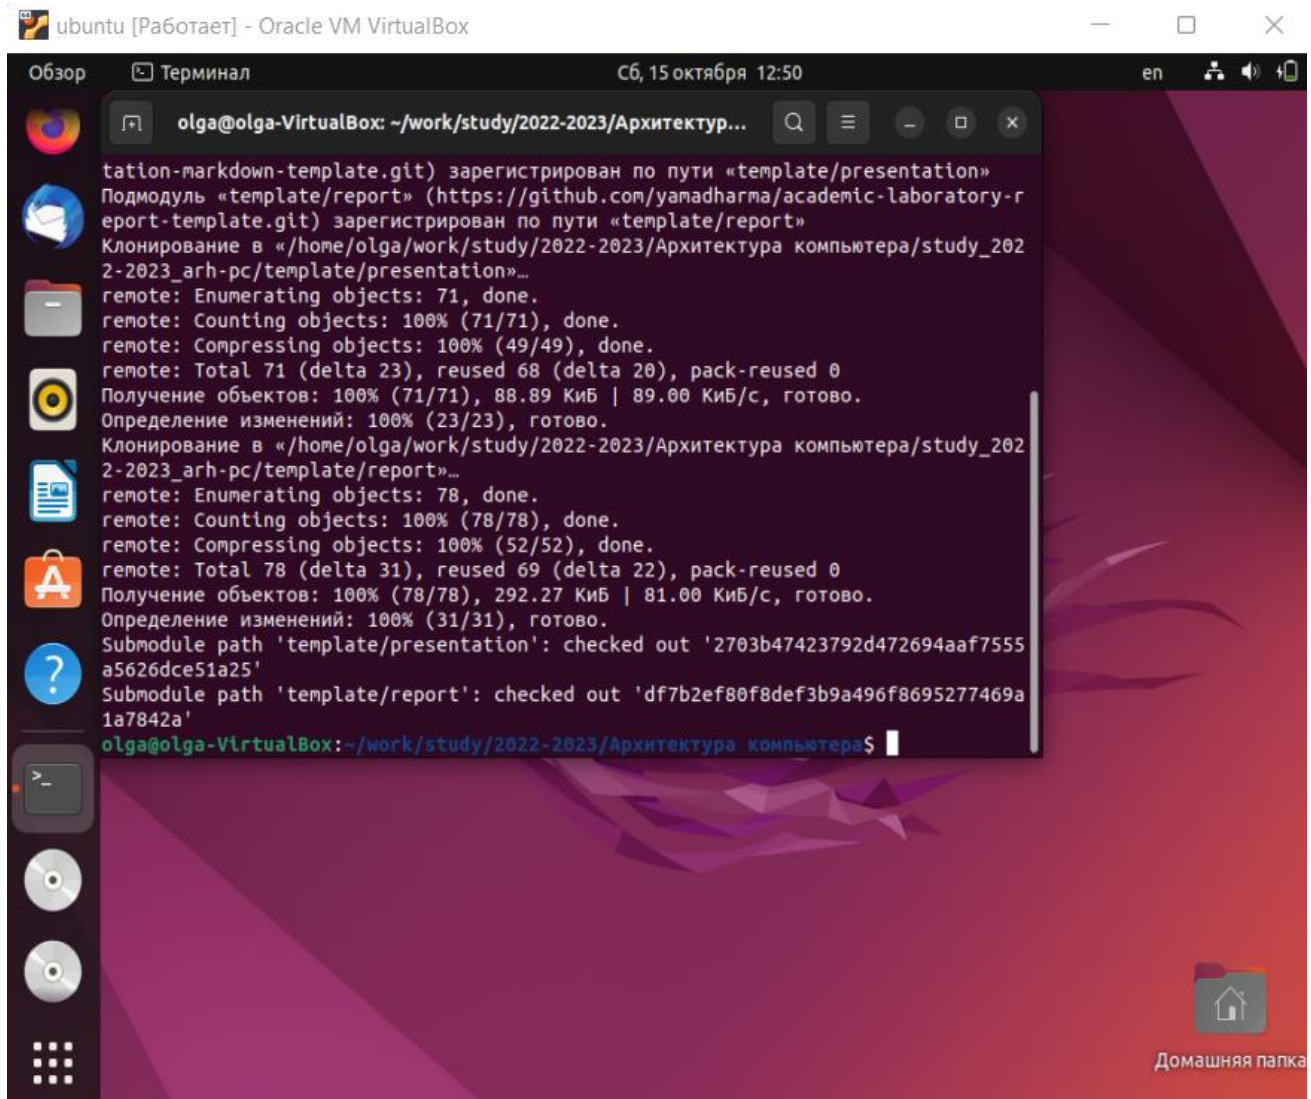 ubuntu [Работает] - Oracle VM VirtualBox
Обзор Терминал Сб, 15 октября 12:50 en
olga@olga-VirtualBox: ~/work/study/2022-2023/Архитектур...
tation-markdown-template.git) зарегистрирован по пути «template/presentation»
Подмодуль «template/report» (https://github.com/yamadharma/academic-laboratory-r
eport-template.git) зарегистрирован по пути «template/report»
Клонирование в «/home/olga/work/study/2022-2023/Архитектура компьютера/study_202
2-2023_arh-pc/template/presentation»…
remote: Enumerating objects: 71, done.
remote: Counting objects: 100% (71/71), done.
remote: Compressing objects: 100% (49/49), done.
remote: Total 71 (delta 23), reused 68 (delta 20), pack-reused 0
Получение объектов: 100% (71/71), 88.89 КиБ | 89.00 КиБ/с, готово.
Определение изменений: 100% (23/23), готово.
Клонирование в «/home/olga/work/study/2022-2023/Архитектура компьютера/study_202
2-2023_arh-pc/template/report»…
remote: Enumerating objects: 78, done.
remote: Counting objects: 100% (78/78), done.
remote: Compressing objects: 100% (52/52), done.
remote: Total 78 (delta 31), reused 69 (delta 22), pack-reused 0
Получение объектов: 100% (78/78), 292.27 КиБ | 81.00 КиБ/с, готово.
Определение изменений: 100% (31/31), готово.
Submodule path 'template/presentation': checked out '2703b47423792d472694aaf7555
a5626dce51a25'
Submodule path 'template/report': checked out 'df7b2ef80f8def3b9a496f8695277469a
1a7842a'
olga@olga-VirtualBox:~/work/study/2022-2023/Архитектура компьютера$
Домашняя папка